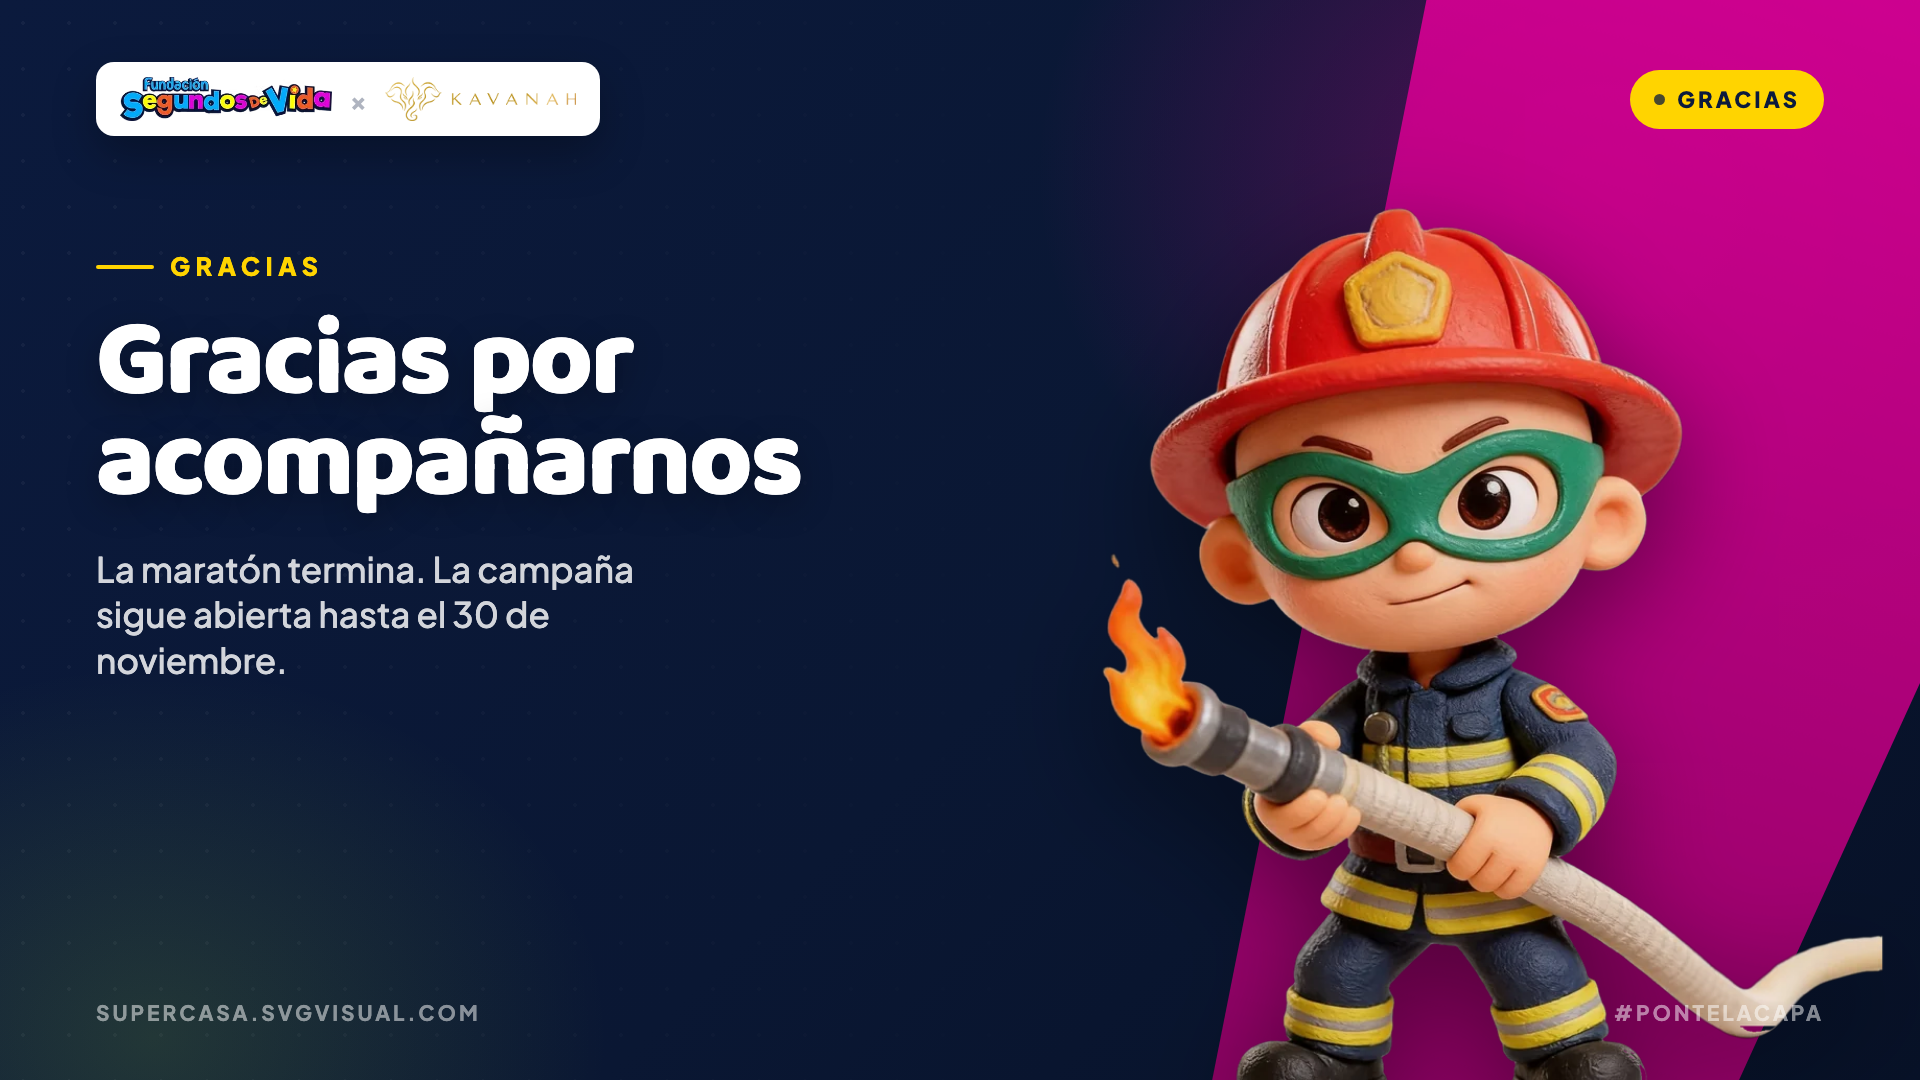 Fundación
Segundos De Vida × KAVANAH
GRACIAS
GRACIAS
Gracias por
acompañarnos
La maratón termina. La campaña
sigue abierta hasta el 30 de
noviembre.
SUPERCASA.SVGVISUAL.COM
#PONTELACAPA